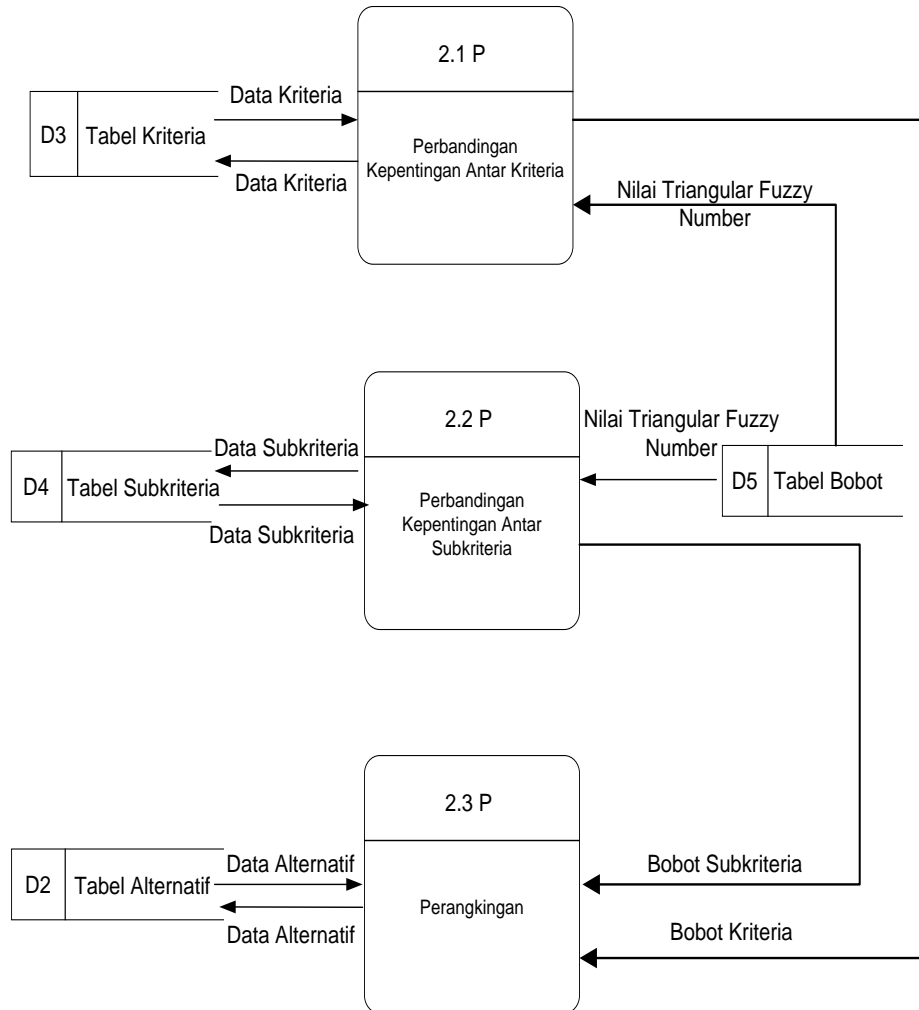 2.1 P
Data Kriteria
D3
Tabel Kriteria
Data Kriteria
Perbandingan
Kepentingan Antar Kriteria
Nilai Triangular Fuzzy
Number
2.2 P
Nilai Triangular Fuzzy
Number
Data Subkriteria
D4
Tabel Subkriteria
Data Subkriteria
Perbandingan
Kepentingan Antar
Subkriteria
D5
Tabel Bobot
2.3 P
Data Alternatif
D2
Tabel Alternatif
Data Alternatif
Perangkingan
Bobot Subkriteria
Bobot Kriteria